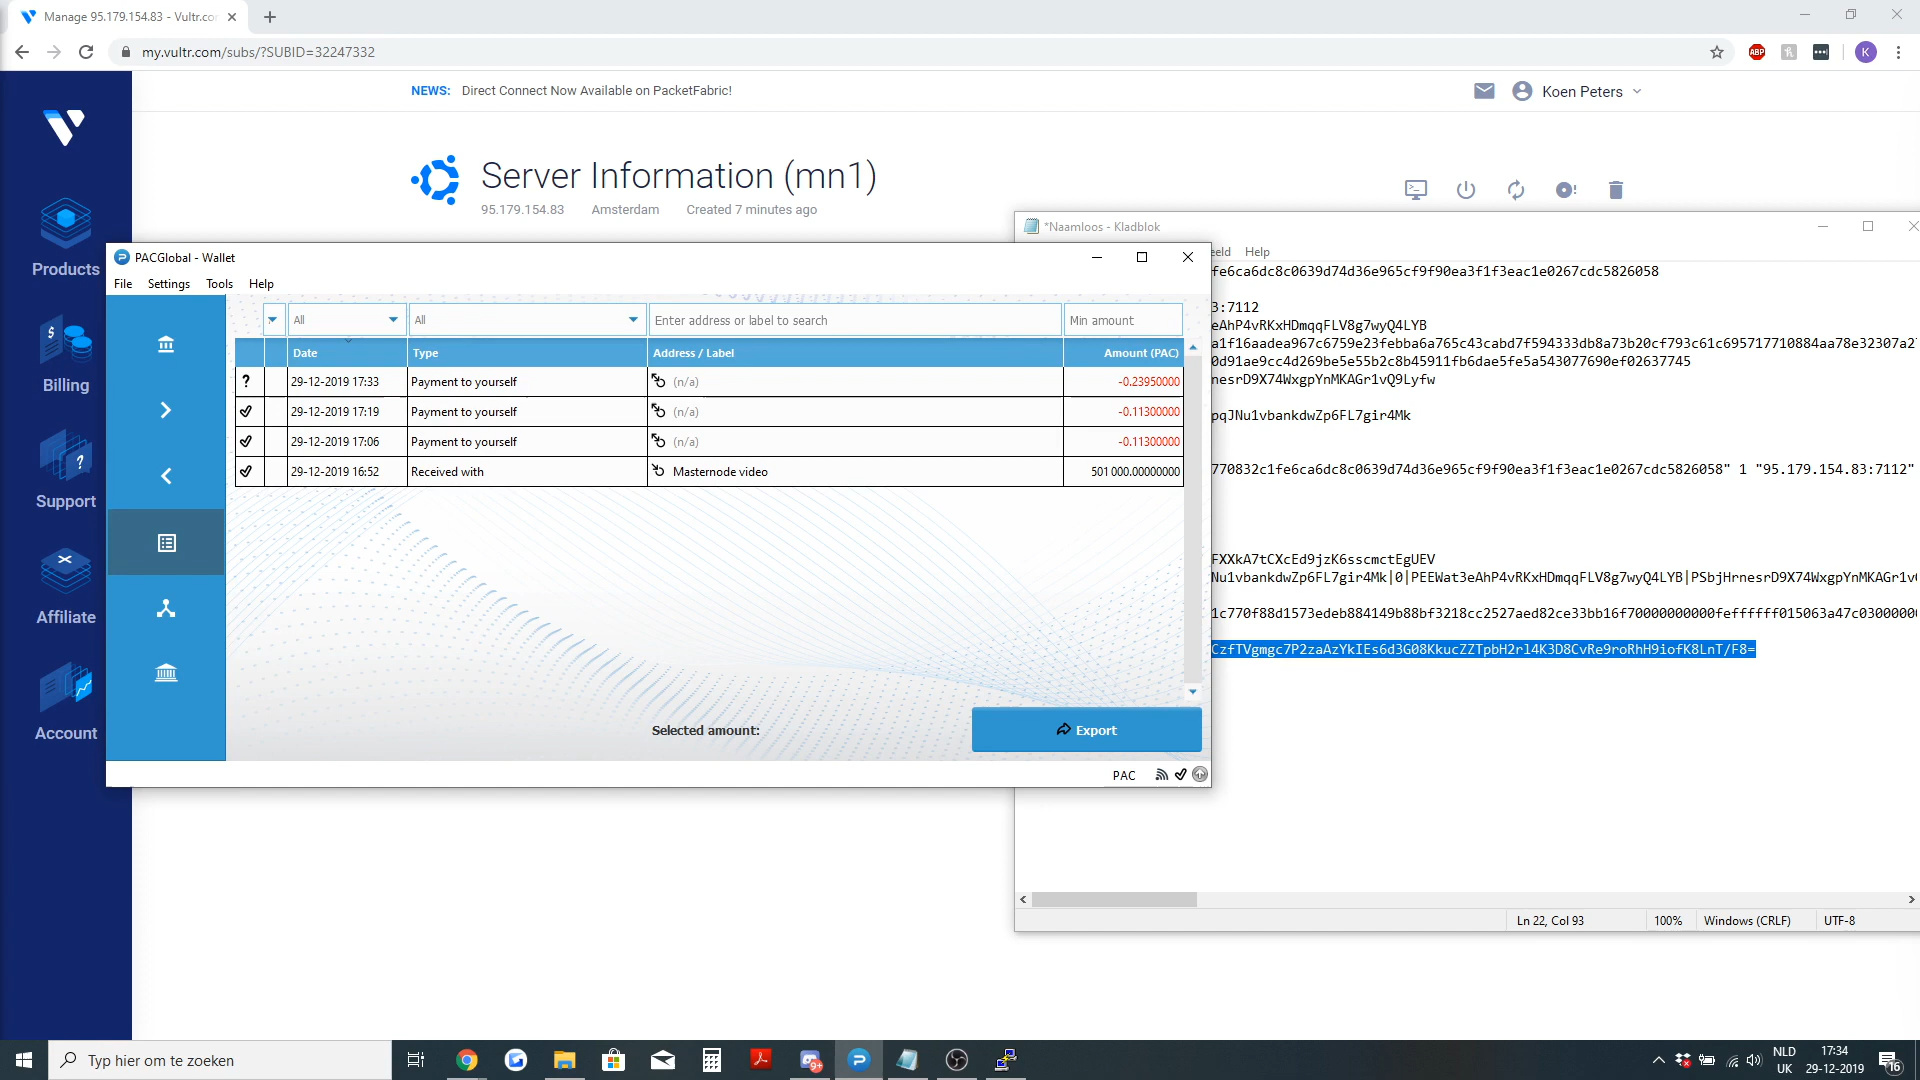 Manage 95.179.154.83 - Vultr.co
my.vultr.com/subs/?SUBID=32247332
ABP
K
NEWS: Direct Connect Now Available on PacketFabric!
Koen Peters
Server Information (mn1)
95.179.154.83 Amsterdam Created 7 minutes ago
Products
Billing
Support
Affiliate
Account
*Naamloos - Kladblok
eeld Help
fe6ca6dc8c0639d74d36e965cf9f90ea3f1f3eac1e0267cdc5826058
3:7112
eAhP4vRKxHDmqqFLV8g7wyQ4LYB
a1f16aadea967c6759e23febba6a765c43cabd7f594333db8a73b20cf793c61c695717710884aa78e32307a2
0d91ae9cc4d269be5e55b2c8b45911fb6dae5fe5a543077690ef02637745
nesrD9X74WxgpYnMKAGr1vQ9Lyfw
pqJNu1vbankdwZp6FL7gir4Mk
770832c1fe6ca6dc8c0639d74d36e965cf9f90ea3f1f3eac1e0267cdc5826058" 1 "95.179.154.83:7112"
FXXkA7tCXcEd9jzK6sscmctEgUEV
Nu1vbankdwZp6FL7gir4Mk|0|PEEWat3eAhP4vRKxHDmqqFLV8g7wyQ4LYB|PSbjHrnesrD9X74WxgpYnMKAGr1v
1c770f88d1573edeb884149b88bf3218cc2527aed82ce33bb16f70000000000feffffff015063a47c0300000
CzfTVgmgc7P2zaAzYkIEs6d3G08KkucZZTpbH2rl4K3D8CvRe9roRhH9iofK8LnT/F8=
Ln 22, Col 93 100% Windows (CRLF) UTF-8
PACGlobal - Wallet
File Settings Tools Help
All All Enter address or label to search Min amount
Date Type Address / Label Amount (PAC)
? 29-12-2019 17:33 Payment to yourself (n/a) -0.23950000
29-12-2019 17:19 Payment to yourself (n/a) -0.11300000
29-12-2019 17:06 Payment to yourself (n/a) -0.11300000
29-12-2019 16:52 Received with Masternode video 501 000.00000000
Selected amount:
Export
PAC
Typ hier om te zoeken
9+
NLD
UK
17:34
29-12-2019
16